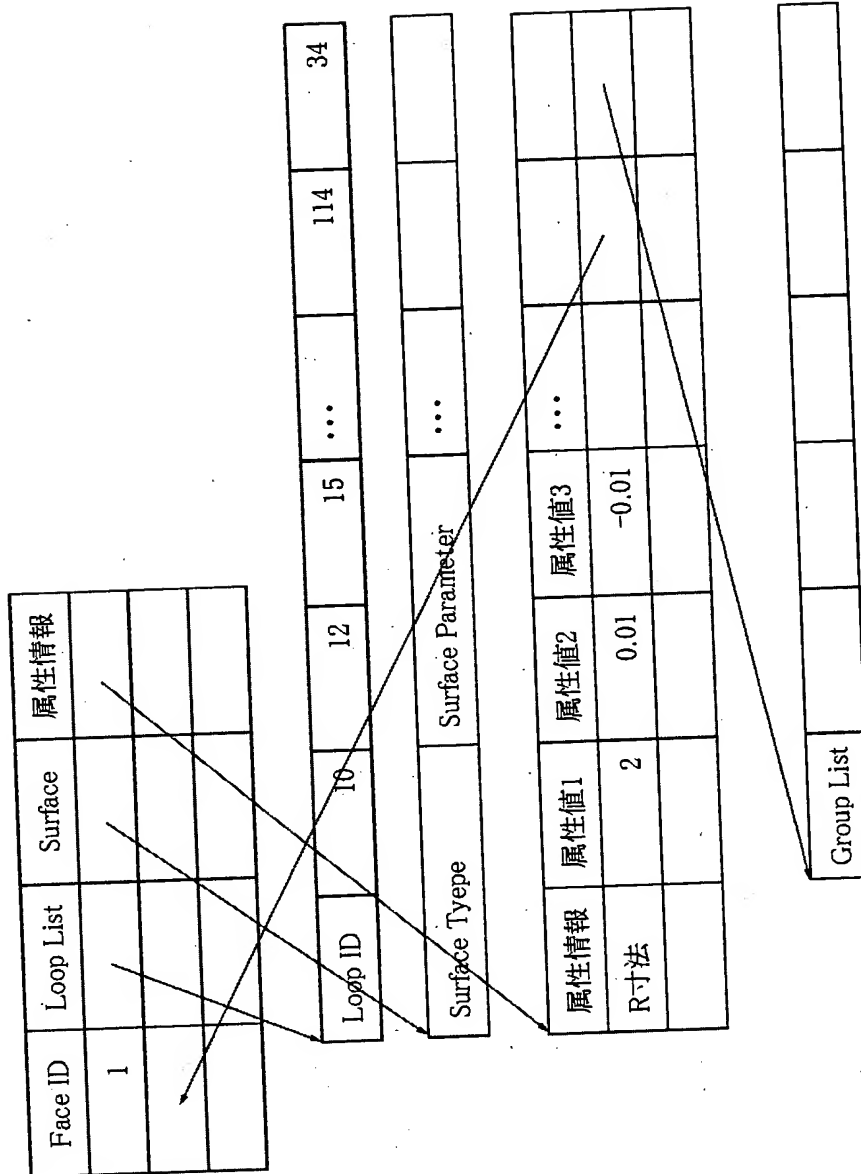 Face ID Loop List Surface 属性情報
1
Loop ID 10 12 15 ... 114 34
Surface Tyepe Surface Parameter ...
属性情報 属性値1 属性値2 属性値3 ...
R寸法 2 0.01 -0.01
Group List